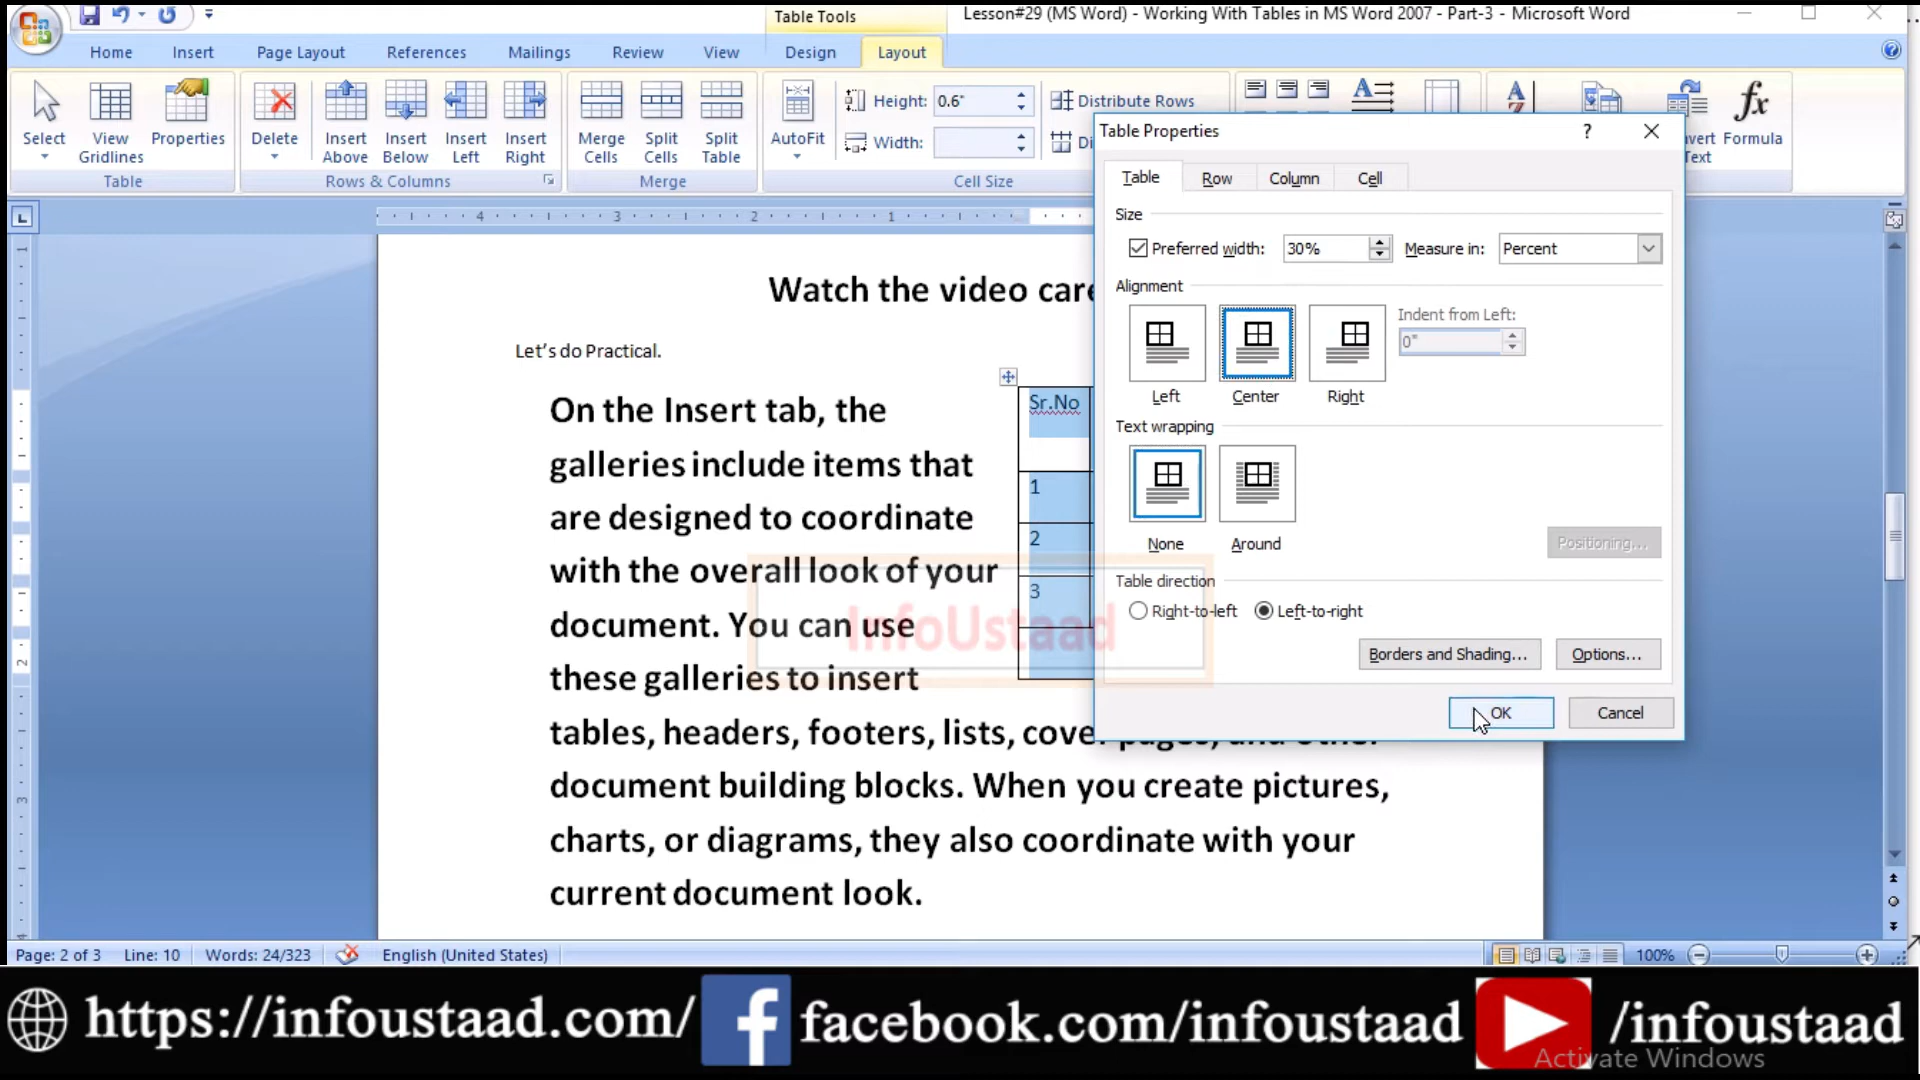 Table Tools
Lesson#29 (MS Word) - Working With Tables in MS Word 2007 - Part-3 - Microsoft Word
Home Insert Page Layout References Mailings Review View Design Layout
Select
View Gridlines
Properties
Table
Delete
Insert Above
Insert Below
Insert Left
Insert Right
Rows & Columns
Merge Cells
Split Cells
Split Table
Merge
AutoFit
Height: 0.6"
Width:
Distribute Rows
Cell Size
Formula
Table Properties
Table Row Column Cell
Size
Preferred width: 30% Measure in: Percent
Alignment
Left Center Right
Indent from Left:
0"
Text wrapping
None Around
Positioning...
Table direction
Right-to-left Left-to-right
Borders and Shading... Options...
OK Cancel
Watch the video
Let's do Practical.
On the Insert tab, the
galleries include items that
are designed to coordinate
with the overall look of your
document. You can use
these galleries to insert
tables, headers, footers, lists, cover pages, and other
document building blocks. When you create pictures,
charts, or diagrams, they also coordinate with your
current document look.
Sr.No
1
2
3
InfoUstaad
Page: 2 of 3 Line: 10 Words: 24/323 English (United States) 100%
https://infoustaad.com/ facebook.com/infoustaad /infoustaad
Activate Windows